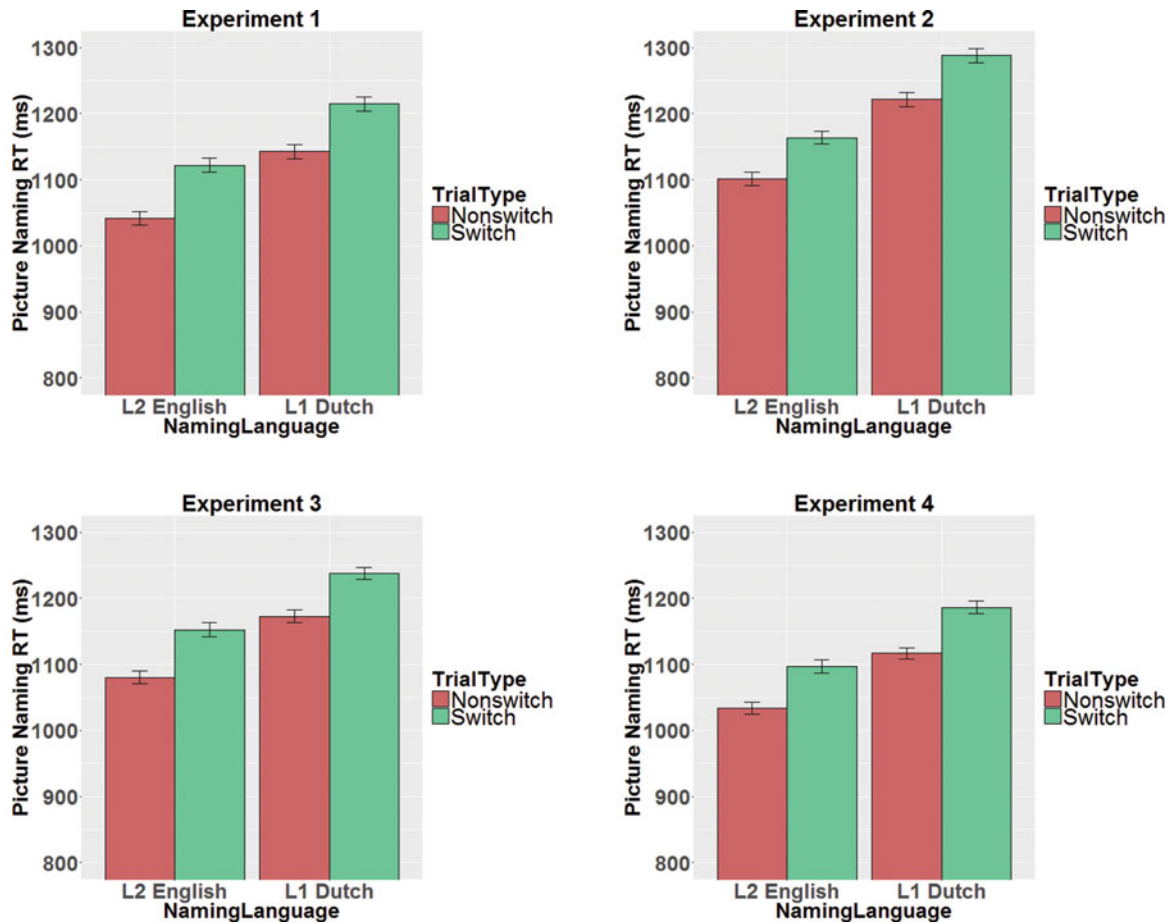 Experiment 1
Picture Naming RT (ms)
1300
1200
1100
1000
900
800
L2 English L1 Dutch
NamingLanguage
TrialType
Nonswitch
Switch
Experiment 2
Picture Naming RT (ms)
1300
1200
1100
1000
900
800
L2 English L1 Dutch
NamingLanguage
TrialType
Nonswitch
Switch
Experiment 3
Picture Naming RT (ms)
1300
1200
1100
1000
900
800
L2 English L1 Dutch
NamingLanguage
TrialType
Nonswitch
Switch
Experiment 4
Picture Naming RT (ms)
1300
1200
1100
1000
900
800
L2 English L1 Dutch
NamingLanguage
TrialType
Nonswitch
Switch